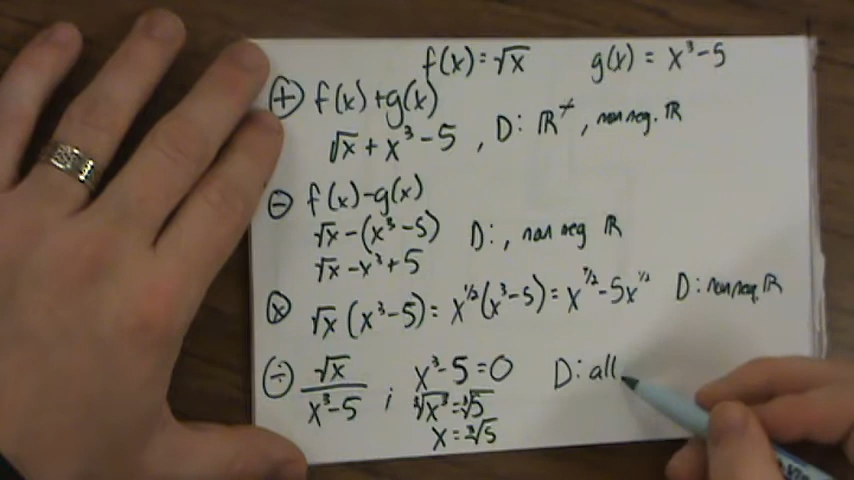 f(x)=√x g(x)=x³-5
⊕ f(x)+g(x)
√x+x³-5, D: ℝ⁺, non neg. ℝ
⊖ f(x)-g(x)
√x-(x³-5) D:, non neg ℝ
√x-x³+5
ⓧ √x(x³-5)=x^1/2(x³-5)=x^7/2-5x^1/2 D: non neg. ℝ
⨸ √x/(x³-5) ; x³-5=0 D: all
∛x³=∛5
x=∛5